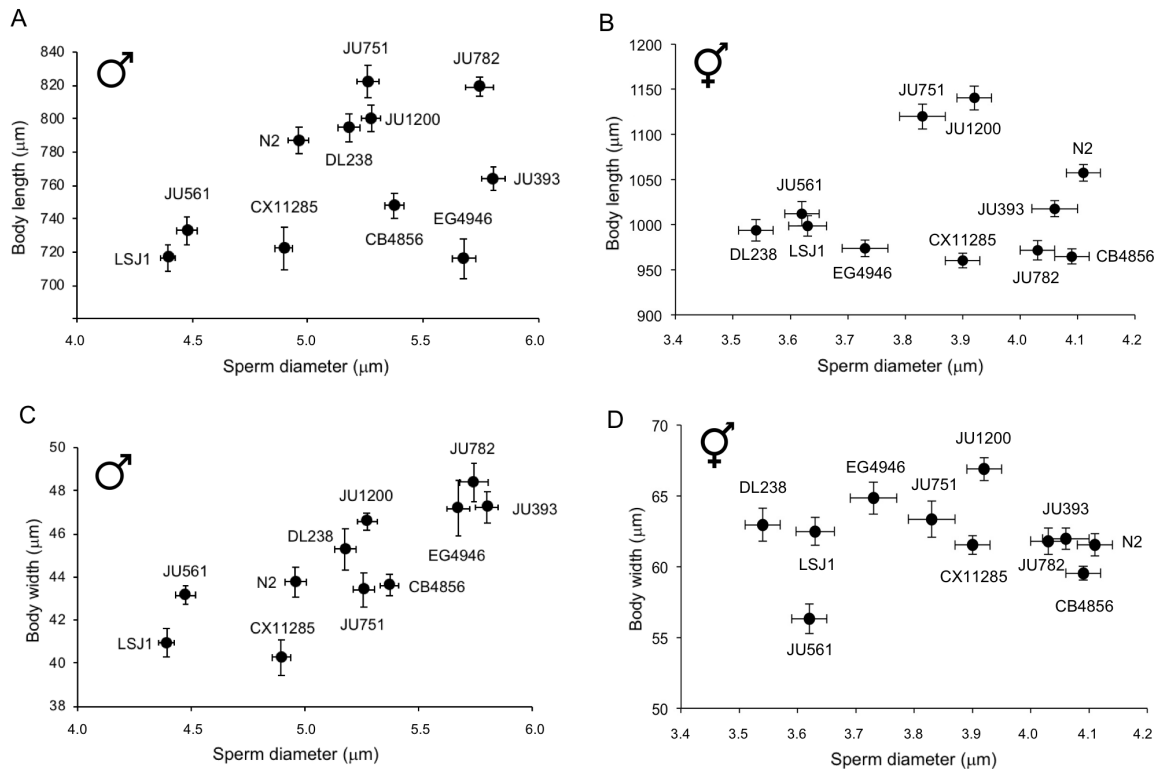 A
840
820
800
780
760
740
720
700
Body length (μm)
JU751
JU782
JU1200
N2
DL238
JU393
JU561
CX11285
CB4856
EG4946
LSJ1
4.0 4.5 5.0 5.5 6.0
Sperm diameter (μm)
B
1200
1150
1100
1050
1000
950
900
Body length (μm)
JU751
JU1200
N2
JU561
JU393
DL238
LSJ1
EG4946
CX11285
JU782
CB4856
3.4 3.5 3.6 3.7 3.8 3.9 4.0 4.1 4.2
Sperm diameter (μm)
C
50
48
46
44
42
40
38
Body width (μm)
JU782
JU1200
JU393
DL238
EG4946
JU561
N2
CB4856
JU751
CX11285
LSJ1
4.0 4.5 5.0 5.5 6.0
Sperm diameter (μm)
D
70
65
60
55
50
Body width (μm)
JU1200
EG4946
JU751
DL238
JU393
LSJ1
N2
CX11285
JU782
CB4856
JU561
3.4 3.5 3.6 3.7 3.8 3.9 4.0 4.1 4.2
Sperm diameter (μm)